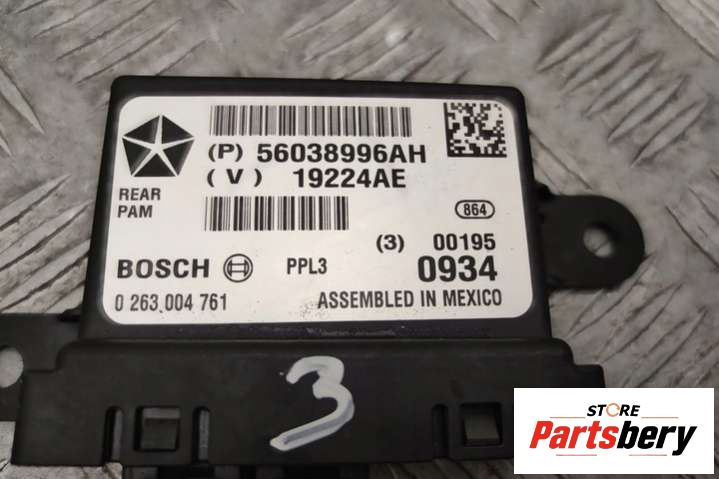 (P) 56038996AH
(V) 19224AE
REAR
PAM
864
(3) 00195
BOSCH PPL3 0934
0 263 004 761 ASSEMBLED IN MEXICO
3
STORE
Partsbery